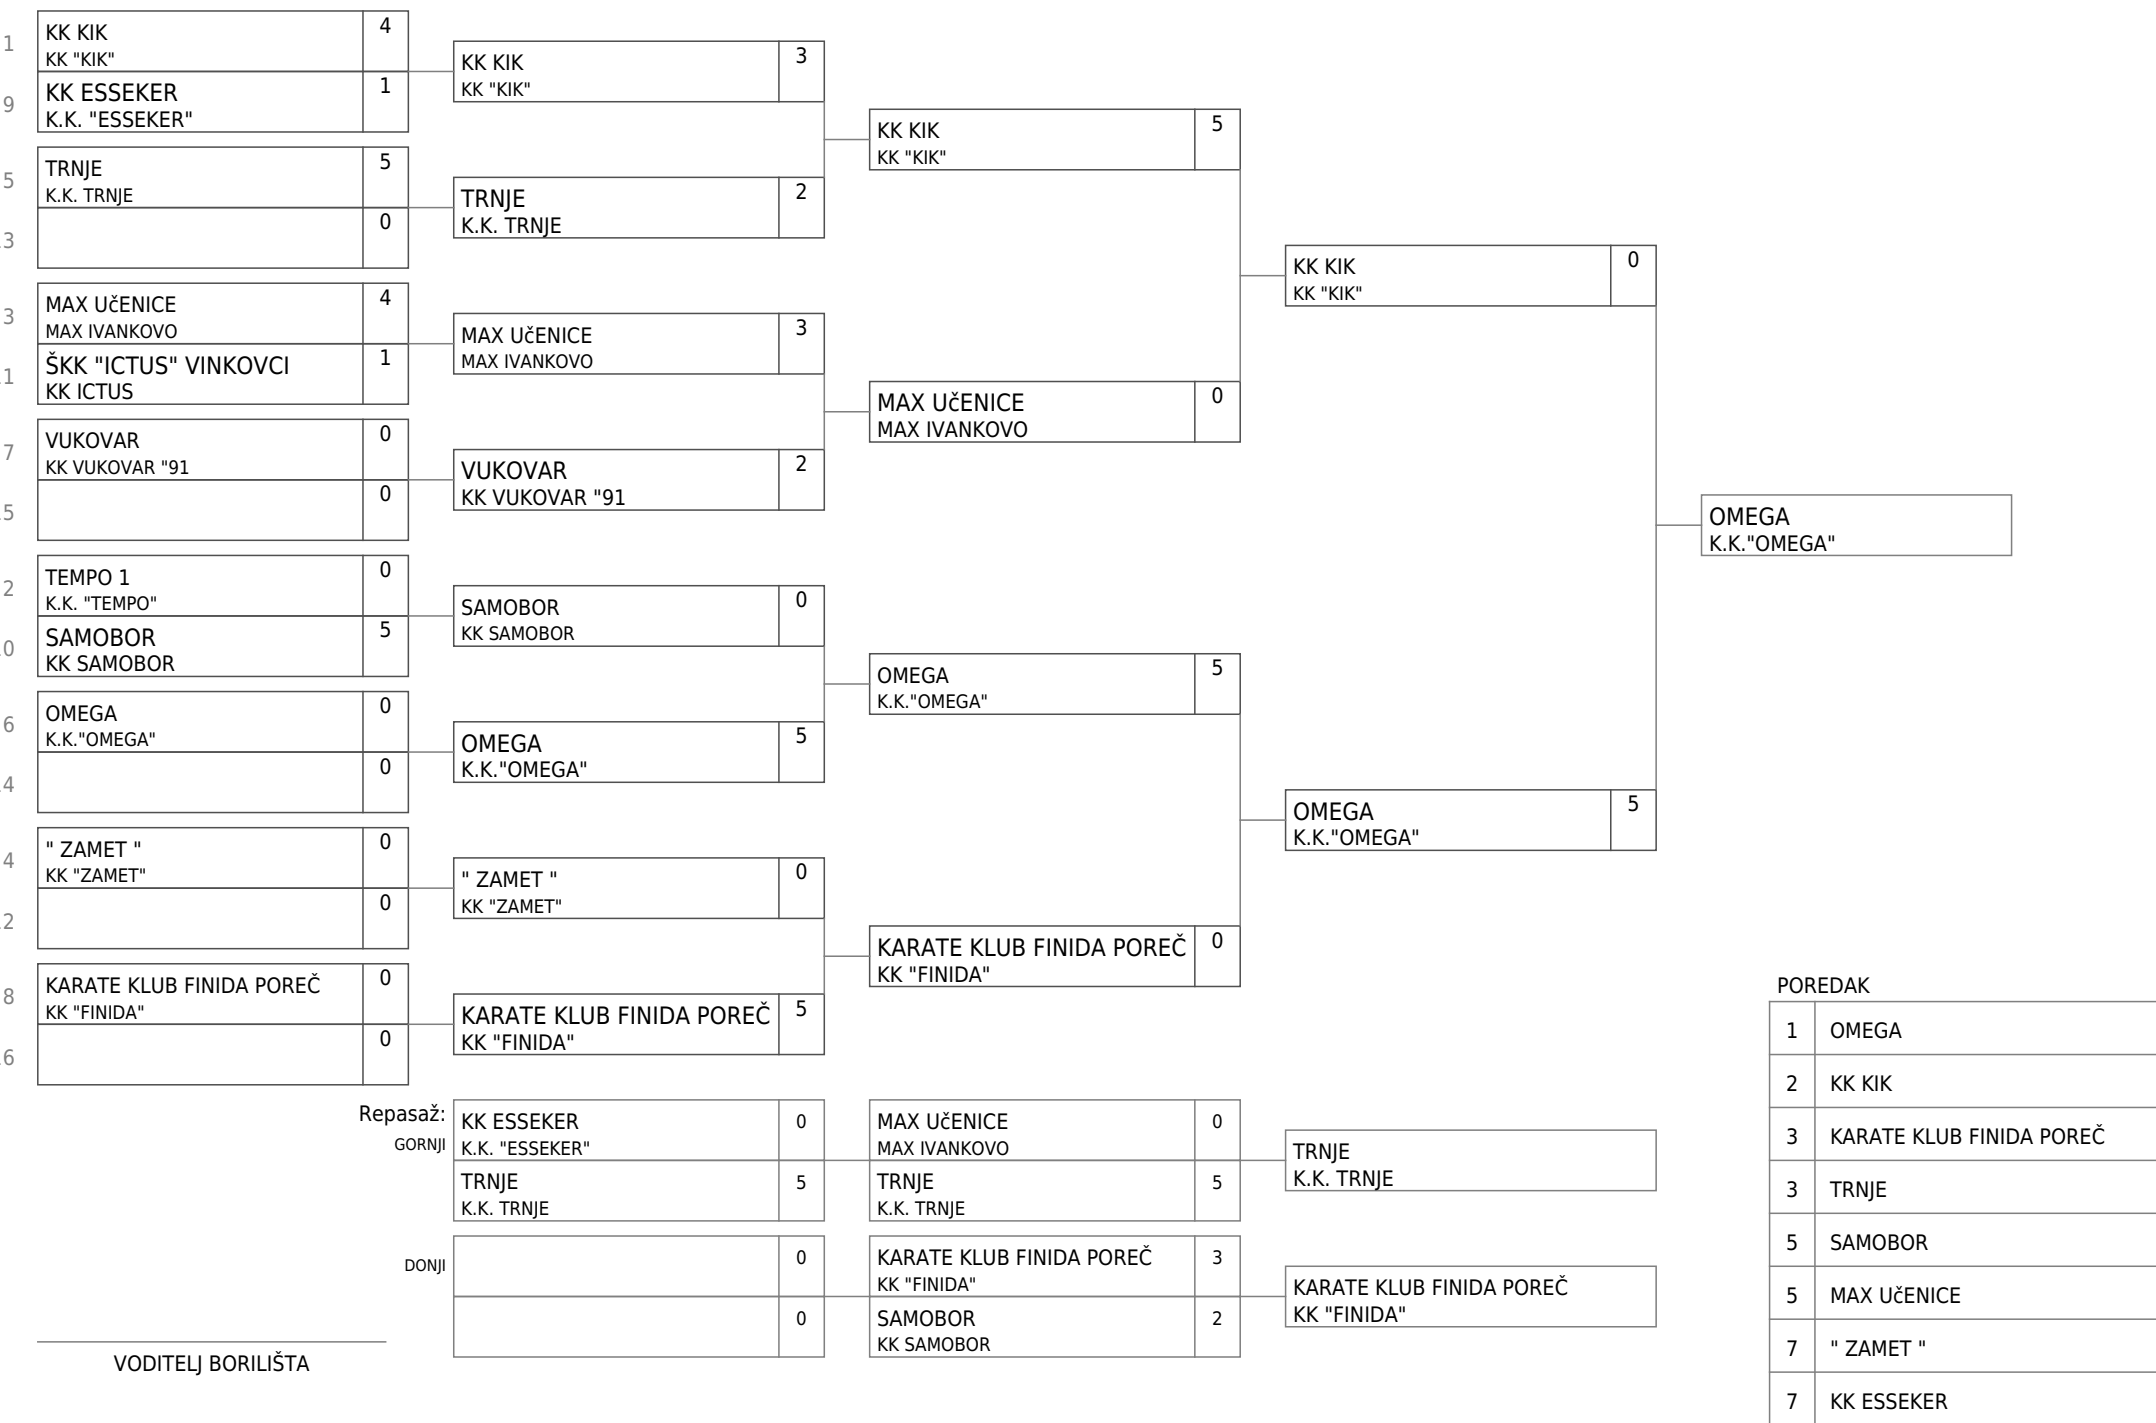 1
KK KIK
KK "KIK"
4
9
KK ESSEKER
K.K. "ESSEKER"
1
5
TRNJE
K.K. TRNJE
5
3
0
3
MAX UčENICE
MAX IVANKOVO
4
1
ŠKK "ICTUS" VINKOVCI
KK ICTUS
1
7
VUKOVAR
KK VUKOVAR "91
0
5
0
2
TEMPO 1
K.K. "TEMPO"
0
0
SAMOBOR
KK SAMOBOR
5
6
OMEGA
K.K."OMEGA"
0
4
0
4
" ZAMET "
KK "ZAMET"
0
2
0
8
KARATE KLUB FINIDA POREČ
KK "FINIDA"
0
6
0
KK KIK
KK "KIK"
3
TRNJE
K.K. TRNJE
2
MAX UčENICE
MAX IVANKOVO
3
VUKOVAR
KK VUKOVAR "91
2
SAMOBOR
KK SAMOBOR
0
OMEGA
K.K."OMEGA"
5
" ZAMET "
KK "ZAMET"
0
KARATE KLUB FINIDA POREČ
KK "FINIDA"
5
KK KIK
KK "KIK"
5
MAX UčENICE
MAX IVANKOVO
0
OMEGA
K.K."OMEGA"
5
KARATE KLUB FINIDA POREČ
KK "FINIDA"
0
KK KIK
KK "KIK"
0
OMEGA
K.K."OMEGA"
5
OMEGA
K.K."OMEGA"
Repasaž:
GORNJI
KK ESSEKER
K.K. "ESSEKER"
0
TRNJE
K.K. TRNJE
5
MAX UčENICE
MAX IVANKOVO
0
TRNJE
K.K. TRNJE
5
TRNJE
K.K. TRNJE
DONJI
0
0
KARATE KLUB FINIDA POREČ
KK "FINIDA"
3
SAMOBOR
KK SAMOBOR
2
KARATE KLUB FINIDA POREČ
KK "FINIDA"
VODITELJ BORILIŠTA
POREDAK
1 OMEGA
2 KK KIK
3 KARATE KLUB FINIDA POREČ
3 TRNJE
5 SAMOBOR
5 MAX UčENICE
7 " ZAMET "
7 KK ESSEKER